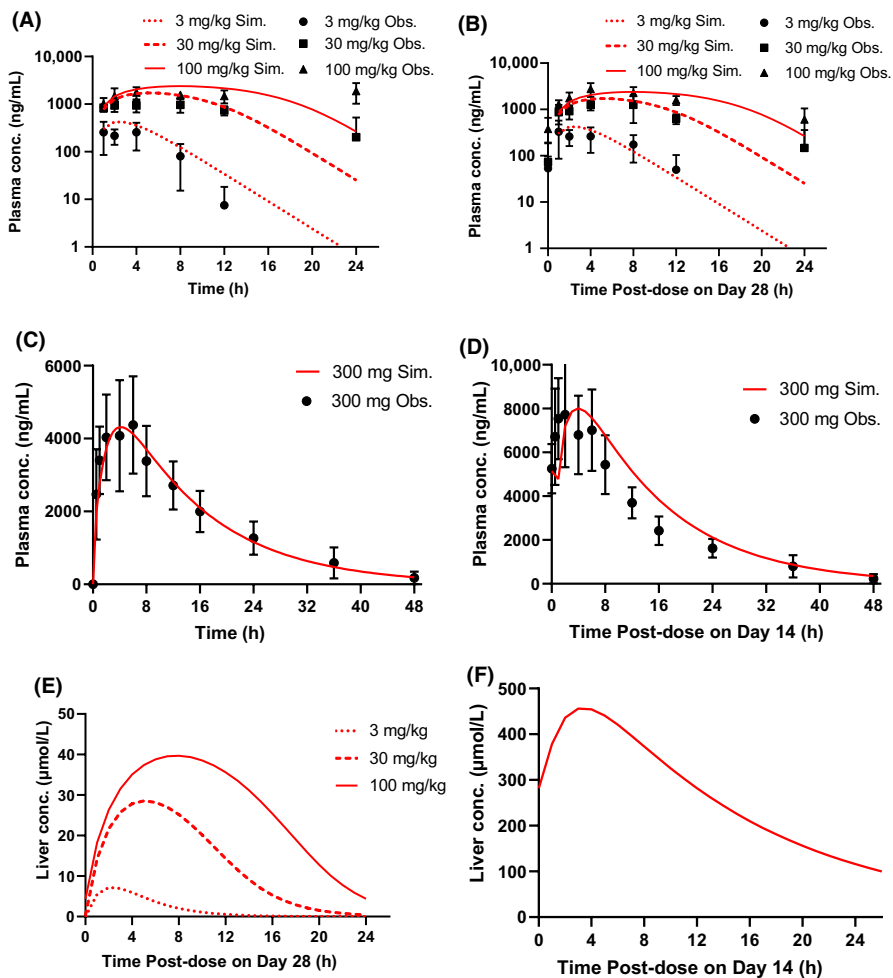 (A)
3 mg/kg Sim. 3 mg/kg Obs.
30 mg/kg Sim. 30 mg/kg Obs.
100 mg/kg Sim. 100 mg/kg Obs.
Plasma conc. (ng/mL)
10,000
1000
100
10
1
0 4 8 12 16 20 24
Time (h)
(B)
3 mg/kg Sim. 3 mg/kg Obs.
30 mg/kg Sim. 30 mg/kg Obs.
100 mg/kg Sim. 100 mg/kg Obs.
Plasma conc. (ng/mL)
10,000
1000
100
10
1
0 4 8 12 16 20 24
Time Post-dose on Day 28 (h)
(C)
300 mg Sim.
300 mg Obs.
Plasma conc. (ng/mL)
6000
4000
2000
0
0 8 16 24 32 40 48
Time (h)
(D)
300 mg Sim.
300 mg Obs.
Plasma conc. (ng/mL)
10,000
8000
6000
4000
2000
0
0 8 16 24 32 40 48
Time Post-dose on Day 14 (h)
(E)
3 mg/kg
30 mg/kg
100 mg/kg
Liver conc. (µmol/L)
50
40
30
20
10
0
0 4 8 12 16 20 24
Time Post-dose on Day 28 (h)
(F)
Liver conc. (µmol/L)
500
400
300
200
100
0
0 4 8 12 16 20 24
Time Post-dose on Day 14 (h)